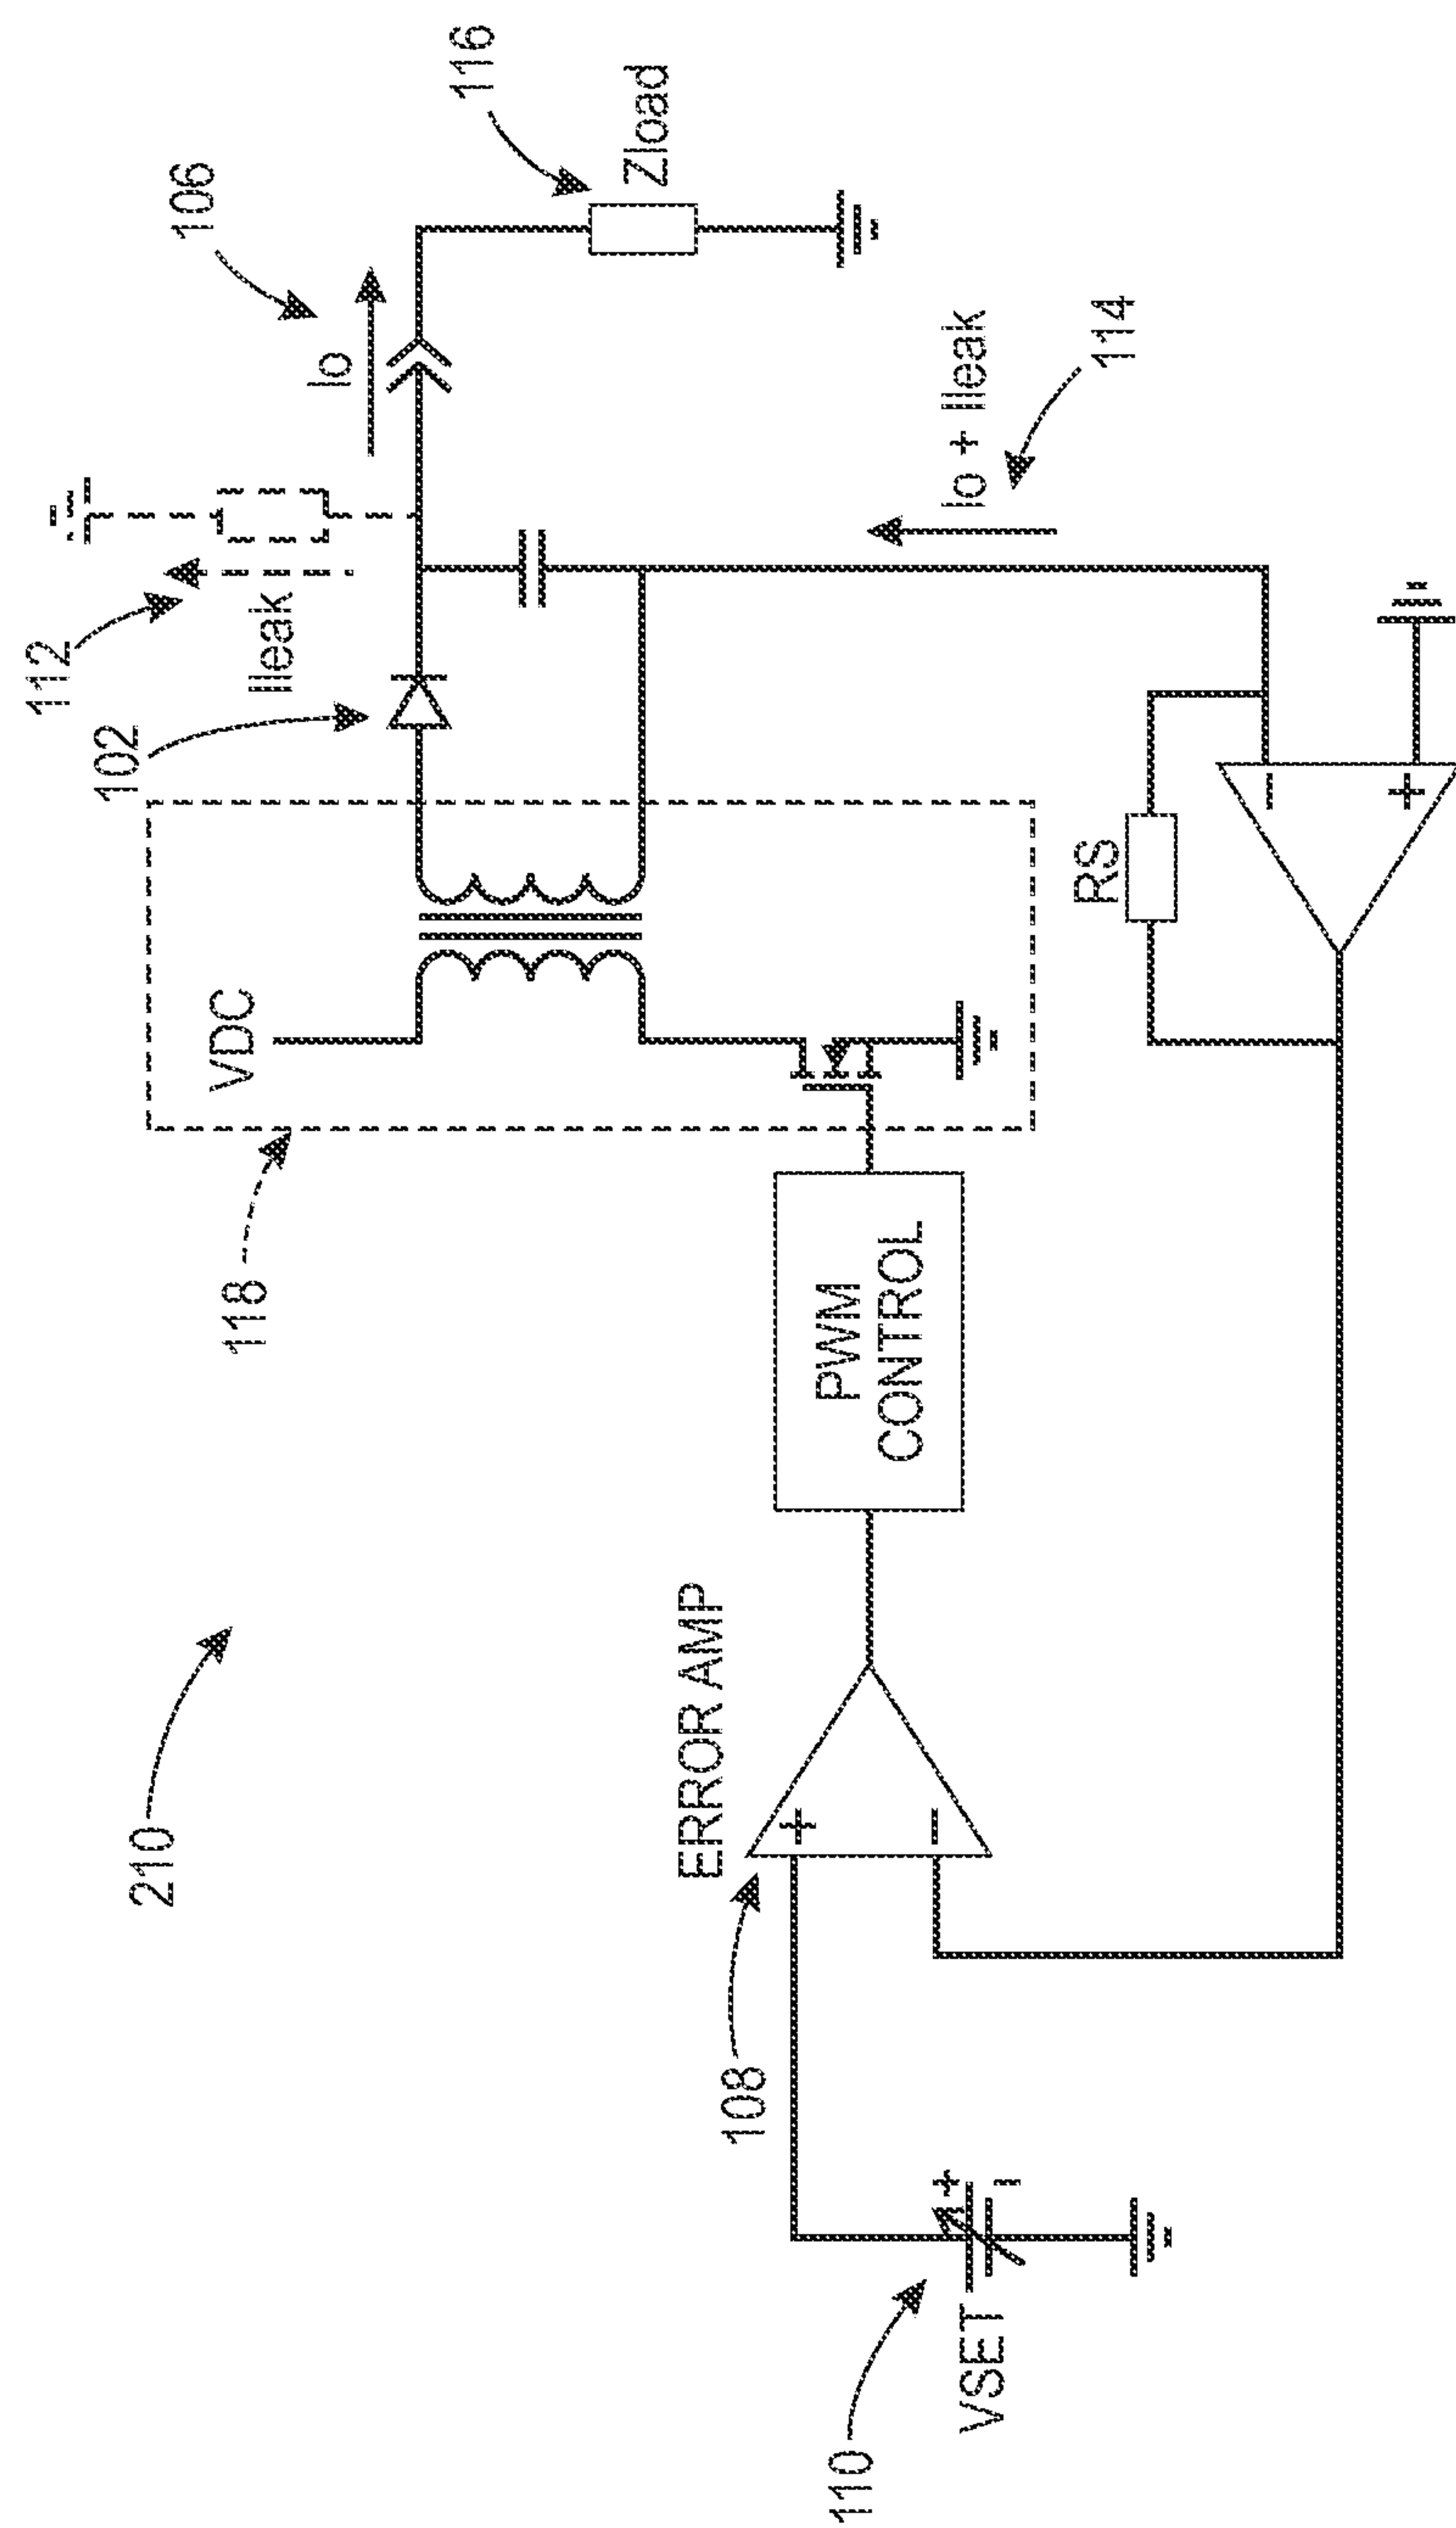 210
110
VSET
+
-
108
ERROR AMP
+
-
PWM
CONTROL
118
VDC
102
112
Ileak
Io
106
116
Zload
Io + Ileak
114
RS
-
+